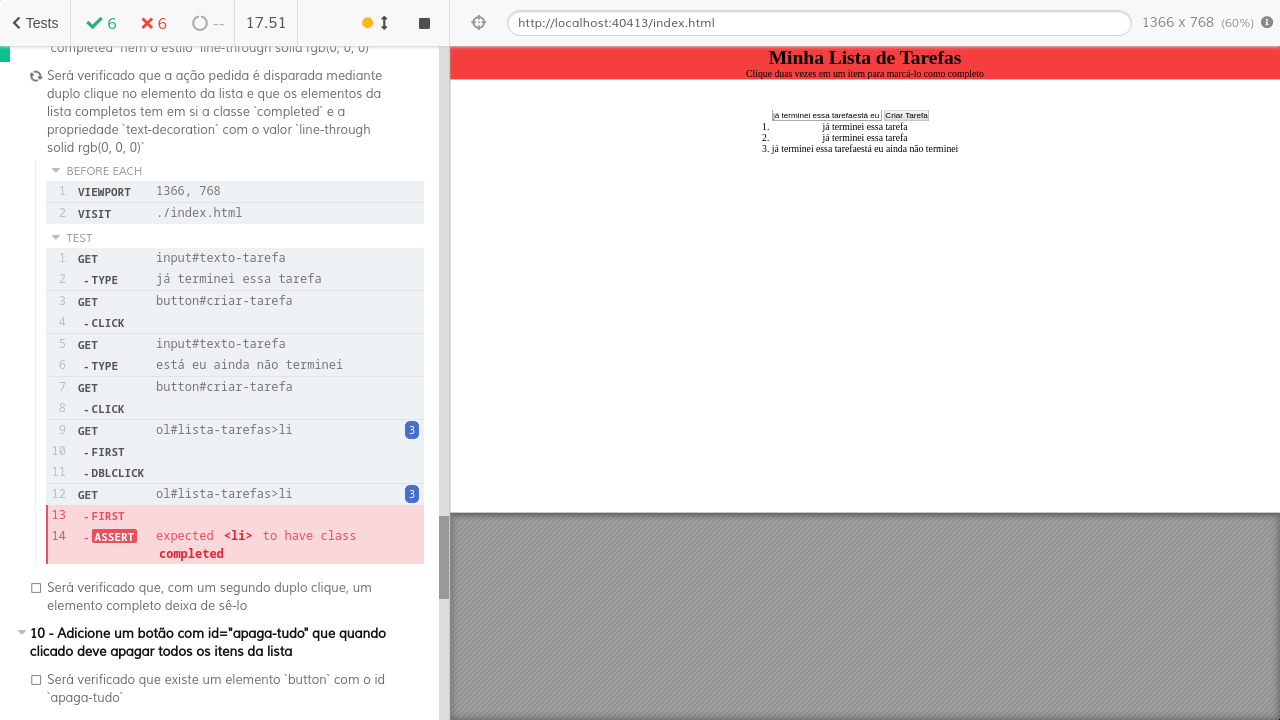 Tests 6 6 -- 17.51 http://localhost:40413/index.html 1366 x 768 (60%)
`completed` nem o estilo `line-through solid rgb(0, 0, 0)`
Será verificado que a ação pedida é disparada mediante
duplo clique no elemento da lista e que os elementos da
lista completos tem em si a classe `completed` e a
propriedade `text-decoration` com o valor `line-through
solid rgb(0, 0, 0)`
BEFORE EACH
1 VIEWPORT 1366, 768
2 VISIT ./index.html
TEST
1 GET input#texto-tarefa
2 -TYPE já terminei essa tarefa
3 GET button#criar-tarefa
4 -CLICK
5 GET input#texto-tarefa
6 -TYPE está eu ainda não terminei
7 GET button#criar-tarefa
8 -CLICK
9 GET ol#lista-tarefas>li 3
10 -FIRST
11 -DBLCLICK
12 GET ol#lista-tarefas>li 3
13 -FIRST
14 -ASSERT expected <li> to have class
completed
Será verificado que, com um segundo duplo clique, um
elemento completo deixa de sê-lo
10 - Adicione um botão com id="apaga-tudo" que quando
clicado deve apagar todos os itens da lista
Será verificado que existe um elemento `button` com o id
`apaga-tudo`
Minha Lista de Tarefas
Clique duas vezes em um item para marcá-lo como completo
já terminei essa tarefaestá eu Criar Tarefa
1. já terminei essa tarefa
2. já terminei essa tarefa
3. já terminei essa tarefaestá eu ainda não terminei